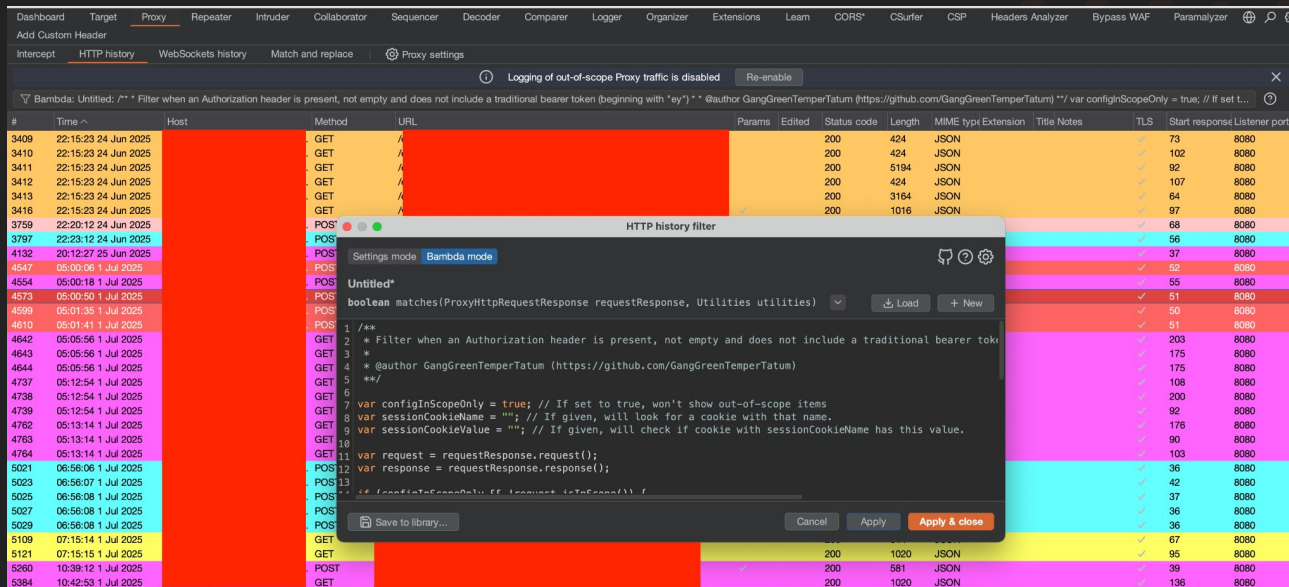 Dashboard Target Proxy Repeater Intruder Collaborator Sequencer Decoder Comparer Logger Organizer Extensions Learn CORS* CSurfer CSP Headers Analyzer Bypass WAF Paramalyzer
Add Custom Header
Intercept HTTP history WebSockets history Match and replace Proxy settings
Logging of out-of-scope Proxy traffic is disabled Re-enable
Bambda: Untitled: /** * Filter when an Authorization header is present, not empty and does not include a traditional bearer token (beginning with "ey") * * @author GangGreenTemperTatum (https://github.com/GangGreenTemperTatum) **/ var configInScopeOnly = true; // If set t...
# Time Host Method URL Params Edited Status code Length MIME type Extension Title Notes TLS Start response Listener port
3409 22:15:23 24 Jun 2025 GET 200 424 JSON 73 8080
3410 22:15:23 24 Jun 2025 GET 200 424 JSON 102 8080
3411 22:15:23 24 Jun 2025 GET 200 5194 JSON 92 8080
3412 22:15:23 24 Jun 2025 GET 200 424 JSON 107 8080
3413 22:15:23 24 Jun 2025 GET 200 3164 JSON 64 8080
3416 22:15:23 24 Jun 2025 GET 200 1016 JSON 97 8080
3759 22:20:12 24 Jun 2025 POS 68 8080
3797 22:23:12 24 Jun 2025 POS 56 8080
4132 20:12:27 25 Jun 2025 POS 37 8080
4547 05:00:06 1 Jul 2025 POS 52 8080
4554 05:00:18 1 Jul 2025 POS 55 8080
4573 05:00:50 1 Jul 2025 POS 51 8080
4599 05:01:35 1 Jul 2025 POS 50 8080
4610 05:01:41 1 Jul 2025 POS 51 8080
4642 05:05:56 1 Jul 2025 GET 203 8080
4643 05:05:56 1 Jul 2025 GET 175 8080
4644 05:05:56 1 Jul 2025 GET 175 8080
4737 05:12:54 1 Jul 2025 GET 108 8080
4738 05:12:54 1 Jul 2025 GET 200 8080
4739 05:12:54 1 Jul 2025 GET 92 8080
4762 05:13:14 1 Jul 2025 GET 176 8080
4763 05:13:14 1 Jul 2025 GET 90 8080
4764 05:13:14 1 Jul 2025 GET 103 8080
5021 06:56:06 1 Jul 2025 POS 36 8080
5023 06:56:07 1 Jul 2025 POS 42 8080
5025 06:56:08 1 Jul 2025 POS 37 8080
5027 06:56:08 1 Jul 2025 POS 36 8080
5029 06:56:08 1 Jul 2025 POS 36 8080
5109 07:15:14 1 Jul 2025 GET 67 8080
5121 07:15:15 1 Jul 2025 GET 200 1020 JSON 95 8080
5260 10:39:12 1 Jul 2025 POST 200 581 JSON 39 8080
5384 10:42:53 1 Jul 2025 GET 200 1020 JSON 136 8080
HTTP history filter
Settings mode Bambda mode
Untitled*
boolean matches(ProxyHttpRequestResponse requestResponse, Utilities utilities) Load + New
1 /**
2 * Filter when an Authorization header is present, not empty and does not include a traditional bearer toke
3 *
4 * @author GangGreenTemperTatum (https://github.com/GangGreenTemperTatum)
5 **/
6
7 var configInScopeOnly = true; // If set to true, won't show out-of-scope items
8 var sessionCookieName = ""; // If given, will look for a cookie with that name.
9 var sessionCookieValue = ""; // If given, will check if cookie with sessionCookieName has this value.
10
11 var request = requestResponse.request();
12 var response = requestResponse.response();
13
if (configInScopeOnly && !request.isInScope()) {
Save to library... Cancel Apply Apply & close